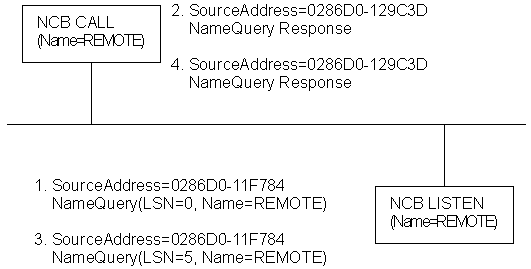 NCB CALL
(Name=REMOTE)
2. SourceAddress=0286D0-129C3D
NameQuery Response
4. SourceAddress=0286D0-129C3D
NameQuery Response
1. SourceAddress=0286D0-11F784
NameQuery(LSN=0, Name=REMOTE)
3. SourceAddress=0286D0-11F784
NameQuery(LSN=5, Name=REMOTE)
NCB LISTEN
(Name=REMOTE)